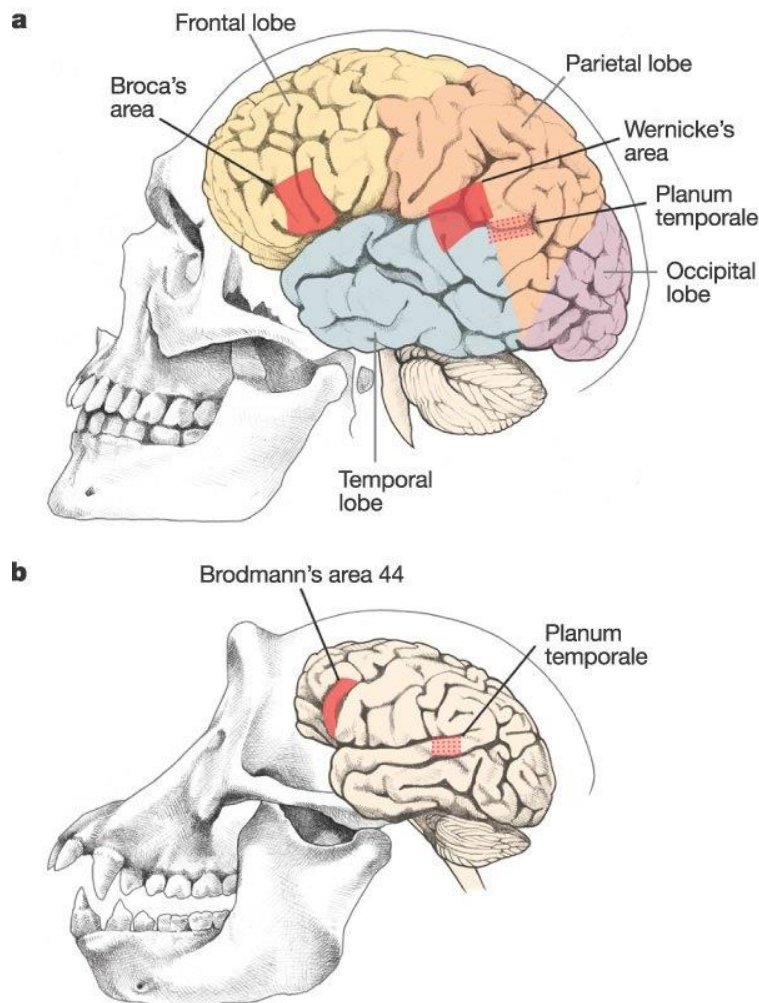 a
Frontal lobe
Broca's
area
Parietal lobe
Wernicke's
area
Planum
temporale
Occipital
lobe
Temporal
lobe
b
Brodmann's area 44
Planum
temporale